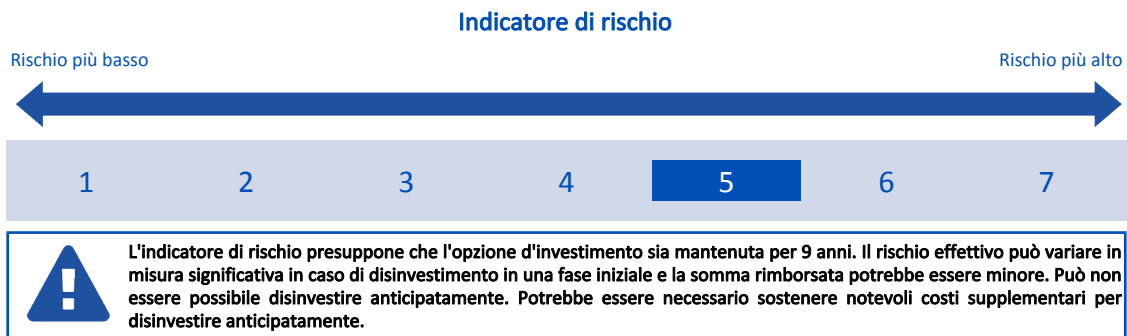 Indicatore di rischio
Rischio più basso
Rischio più alto
1 2 3 4 5 6 7
L'indicatore di rischio presuppone che l'opzione d'investimento sia mantenuta per 9 anni. Il rischio effettivo può variare in
misura significativa in caso di disinvestimento in una fase iniziale e la somma rimborsata potrebbe essere minore. Può non
essere possibile disinvestire anticipatamente. Potrebbe essere necessario sostenere notevoli costi supplementari per
disinvestire anticipatamente.